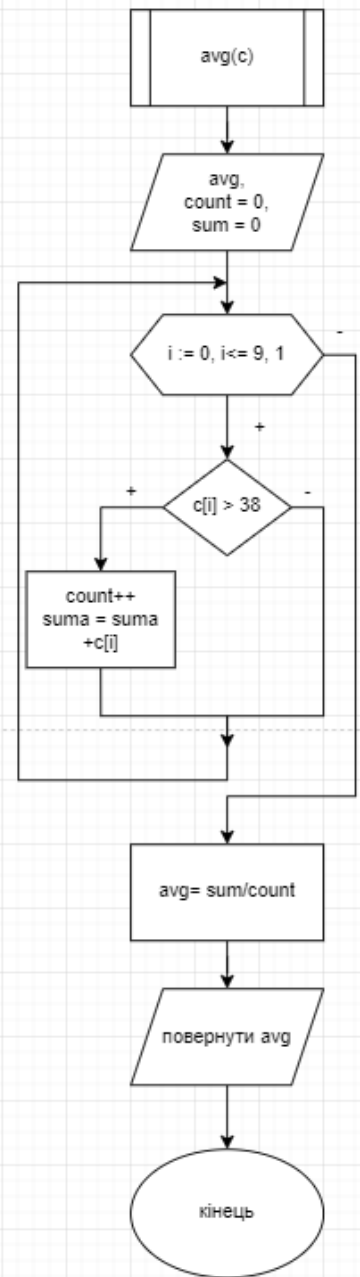 avg(c)
avg,
count = 0,
sum = 0
i := 0, i<= 9, 1
-
+
c[i] > 38
+
-
count++
suma = suma
+c[i]
avg= sum/count
повернути avg
кінець